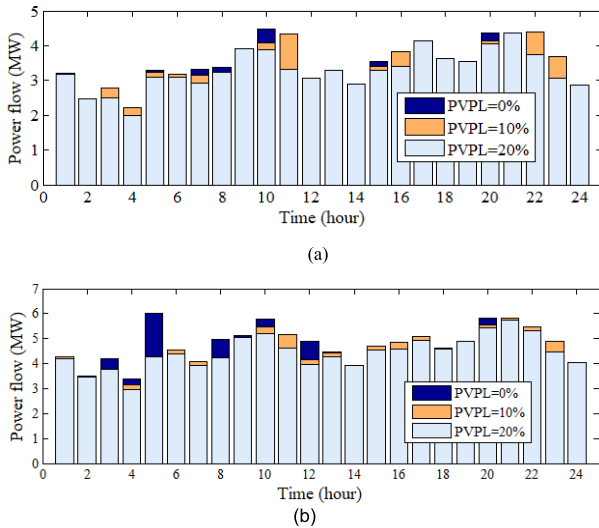 5
4
3
2
1
0
Power flow (MW)
PVPL=0%
PVPL=10%
PVPL=20%
0 2 4 6 8 10 12 14 16 18 20 22 24
Time (hour)
(a)
7
6
5
4
3
2
1
0
Power flow (MW)
PVPL=0%
PVPL=10%
PVPL=20%
0 2 4 6 8 10 12 14 16 18 20 22 24
Time (hour)
(b)